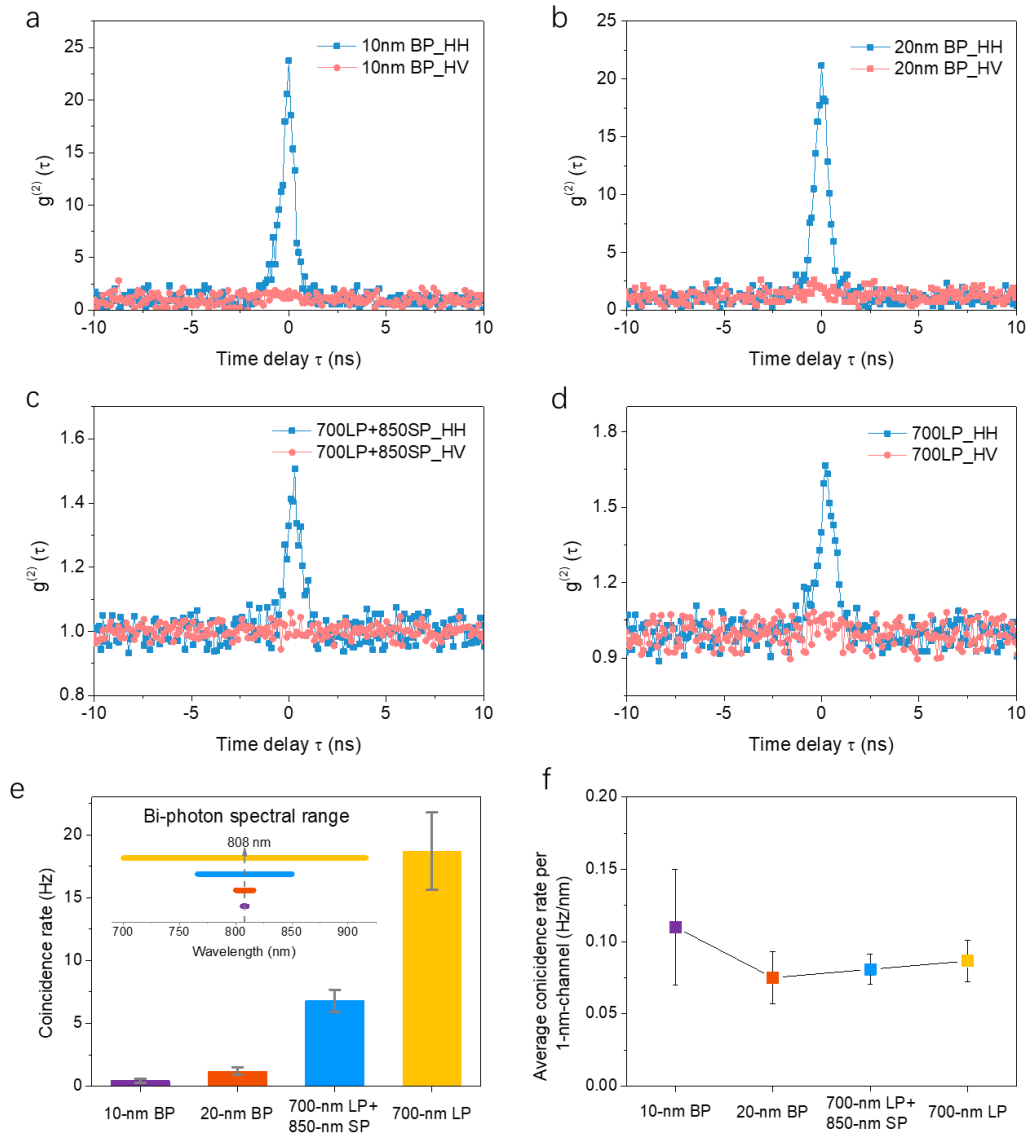 a
25
20
15
10
5
0
g(2) (τ)
10nm BP_HH
10nm BP_HV
-10 -5 0 5 10
Time delay τ (ns)
b
25
20
15
10
5
0
g(2) (τ)
20nm BP_HH
20nm BP_HV
-10 -5 0 5 10
Time delay τ (ns)
c
1.6
1.4
1.2
1.0
0.8
g(2) (τ)
700LP+850SP_HH
700LP+850SP_HV
-10 -5 0 5 10
Time delay τ (ns)
d
1.8
1.5
1.2
0.9
g(2) (τ)
700LP_HH
700LP_HV
-10 -5 0 5 10
Time delay τ (ns)
e
20
15
10
5
0
Coincidence rate (Hz)
Bi-photon spectral range
808 nm
700 750 800 850 900
Wavelength (nm)
10-nm BP 20-nm BP 700-nm LP+ 700-nm LP
850-nm SP
f
0.20
0.15
0.10
0.05
0.00
Average conicidence rate per
1-nm-channel (Hz/nm)
10-nm BP 20-nm BP 700-nm LP+ 700-nm LP
850-nm SP